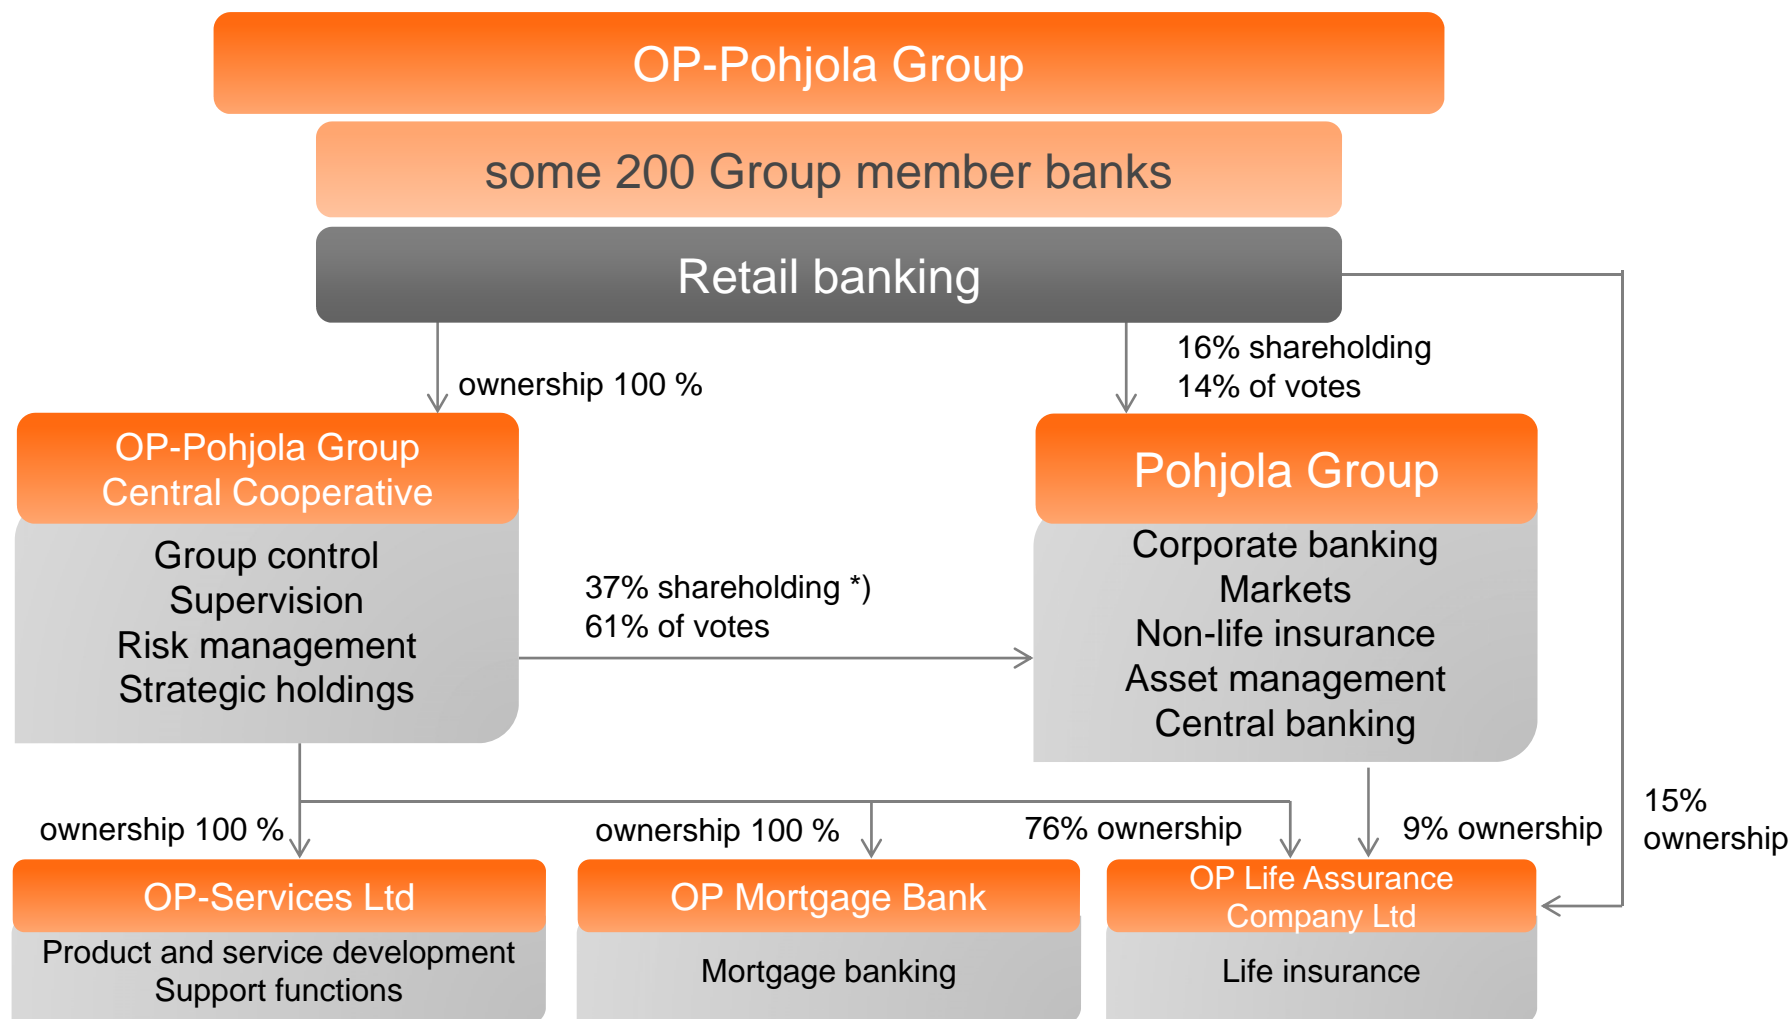 OP-Pohjola Group
some 200 Group member banks
Retail banking
ownership 100 %
16% shareholding
14% of votes
OP-Pohjola Group
Central Cooperative
Group control
Supervision
Risk management
Strategic holdings
37% shareholding *)
61% of votes
Pohjola Group
Corporate banking
Markets
Non-life insurance
Asset management
Central banking
ownership 100 %
ownership 100 %
76% ownership
9% ownership
15%
ownership
OP-Services Ltd
Product and service development
Support functions
OP Mortgage Bank
Mortgage banking
OP Life Assurance
Company Ltd
Life insurance